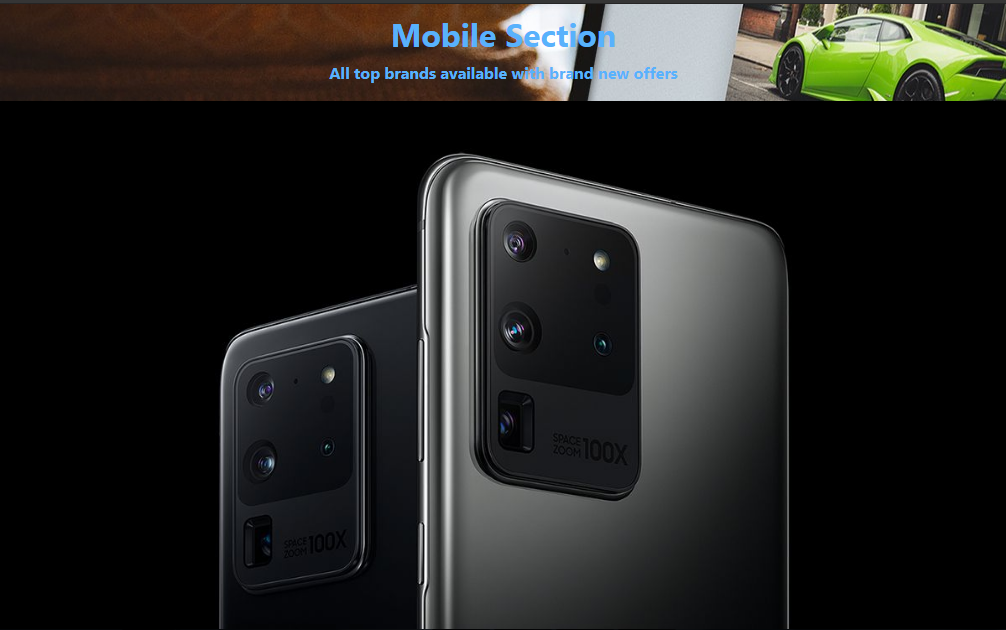 Mobile Section
All top brands available with brand new offers
SPACE
ZOOM 100X
SPACE
ZOOM 100X